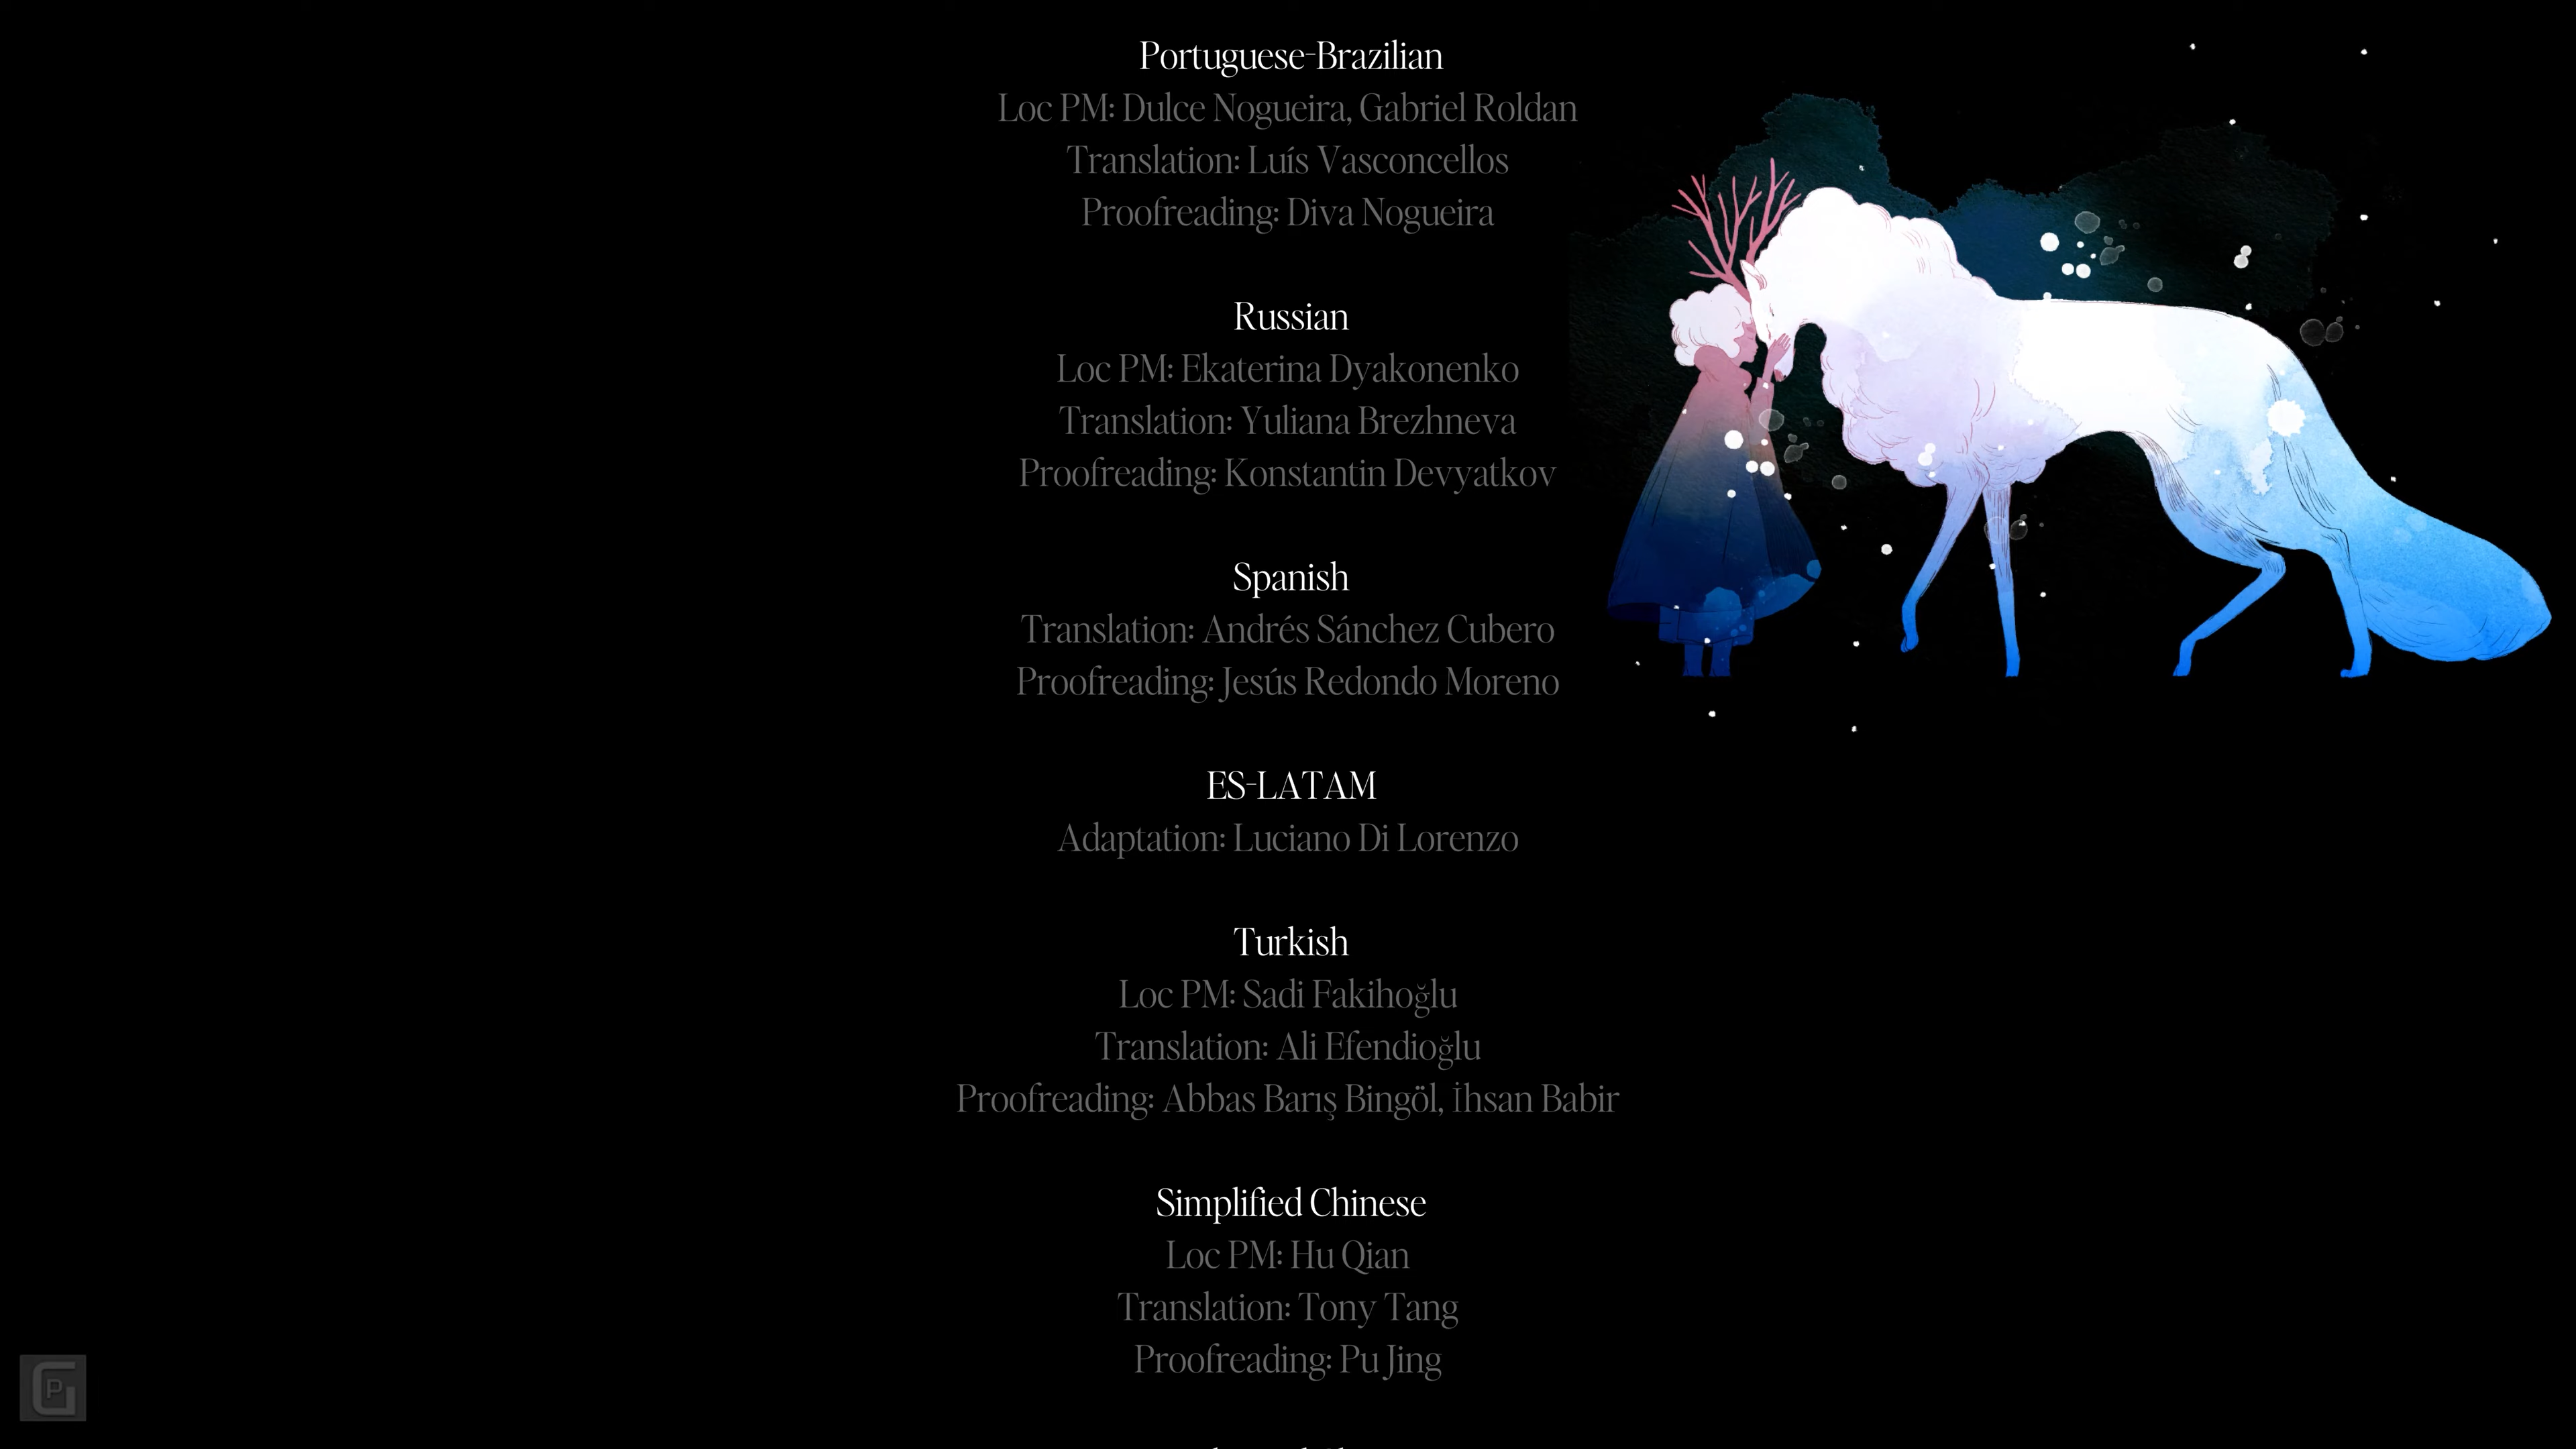 Portuguese-Brazilian
Loc PM: Dulce Nogueira, Gabriel Roldan
Translation: Luís Vasconcellos
Proofreading: Diva Nogueira
Russian
Loc PM: Ekaterina Dyakonenko
Translation: Yuliana Brezhneva
Proofreading: Konstantin Devyatkov
Spanish
Translation: Andrés Sánchez Cubero
Proofreading: Jesús Redondo Moreno
ES-LATAM
Adaptation: Luciano Di Lorenzo
Turkish
Loc PM: Sadi Fakihoğlu
Translation: Ali Efendioğlu
Proofreading: Abbas Barış Bingöl, İhsan Babir
Simplified Chinese
Loc PM: Hu Qian
Translation: Tony Tang
Proofreading: Pu Jing